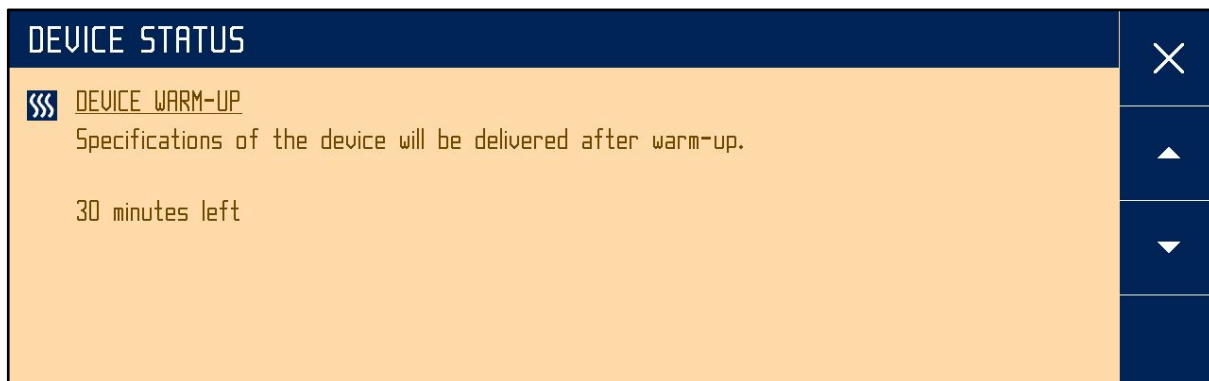 DEVICE STATUS
DEVICE WARM-UP
Specifications of the device will be delivered after warm-up.
30 minutes left